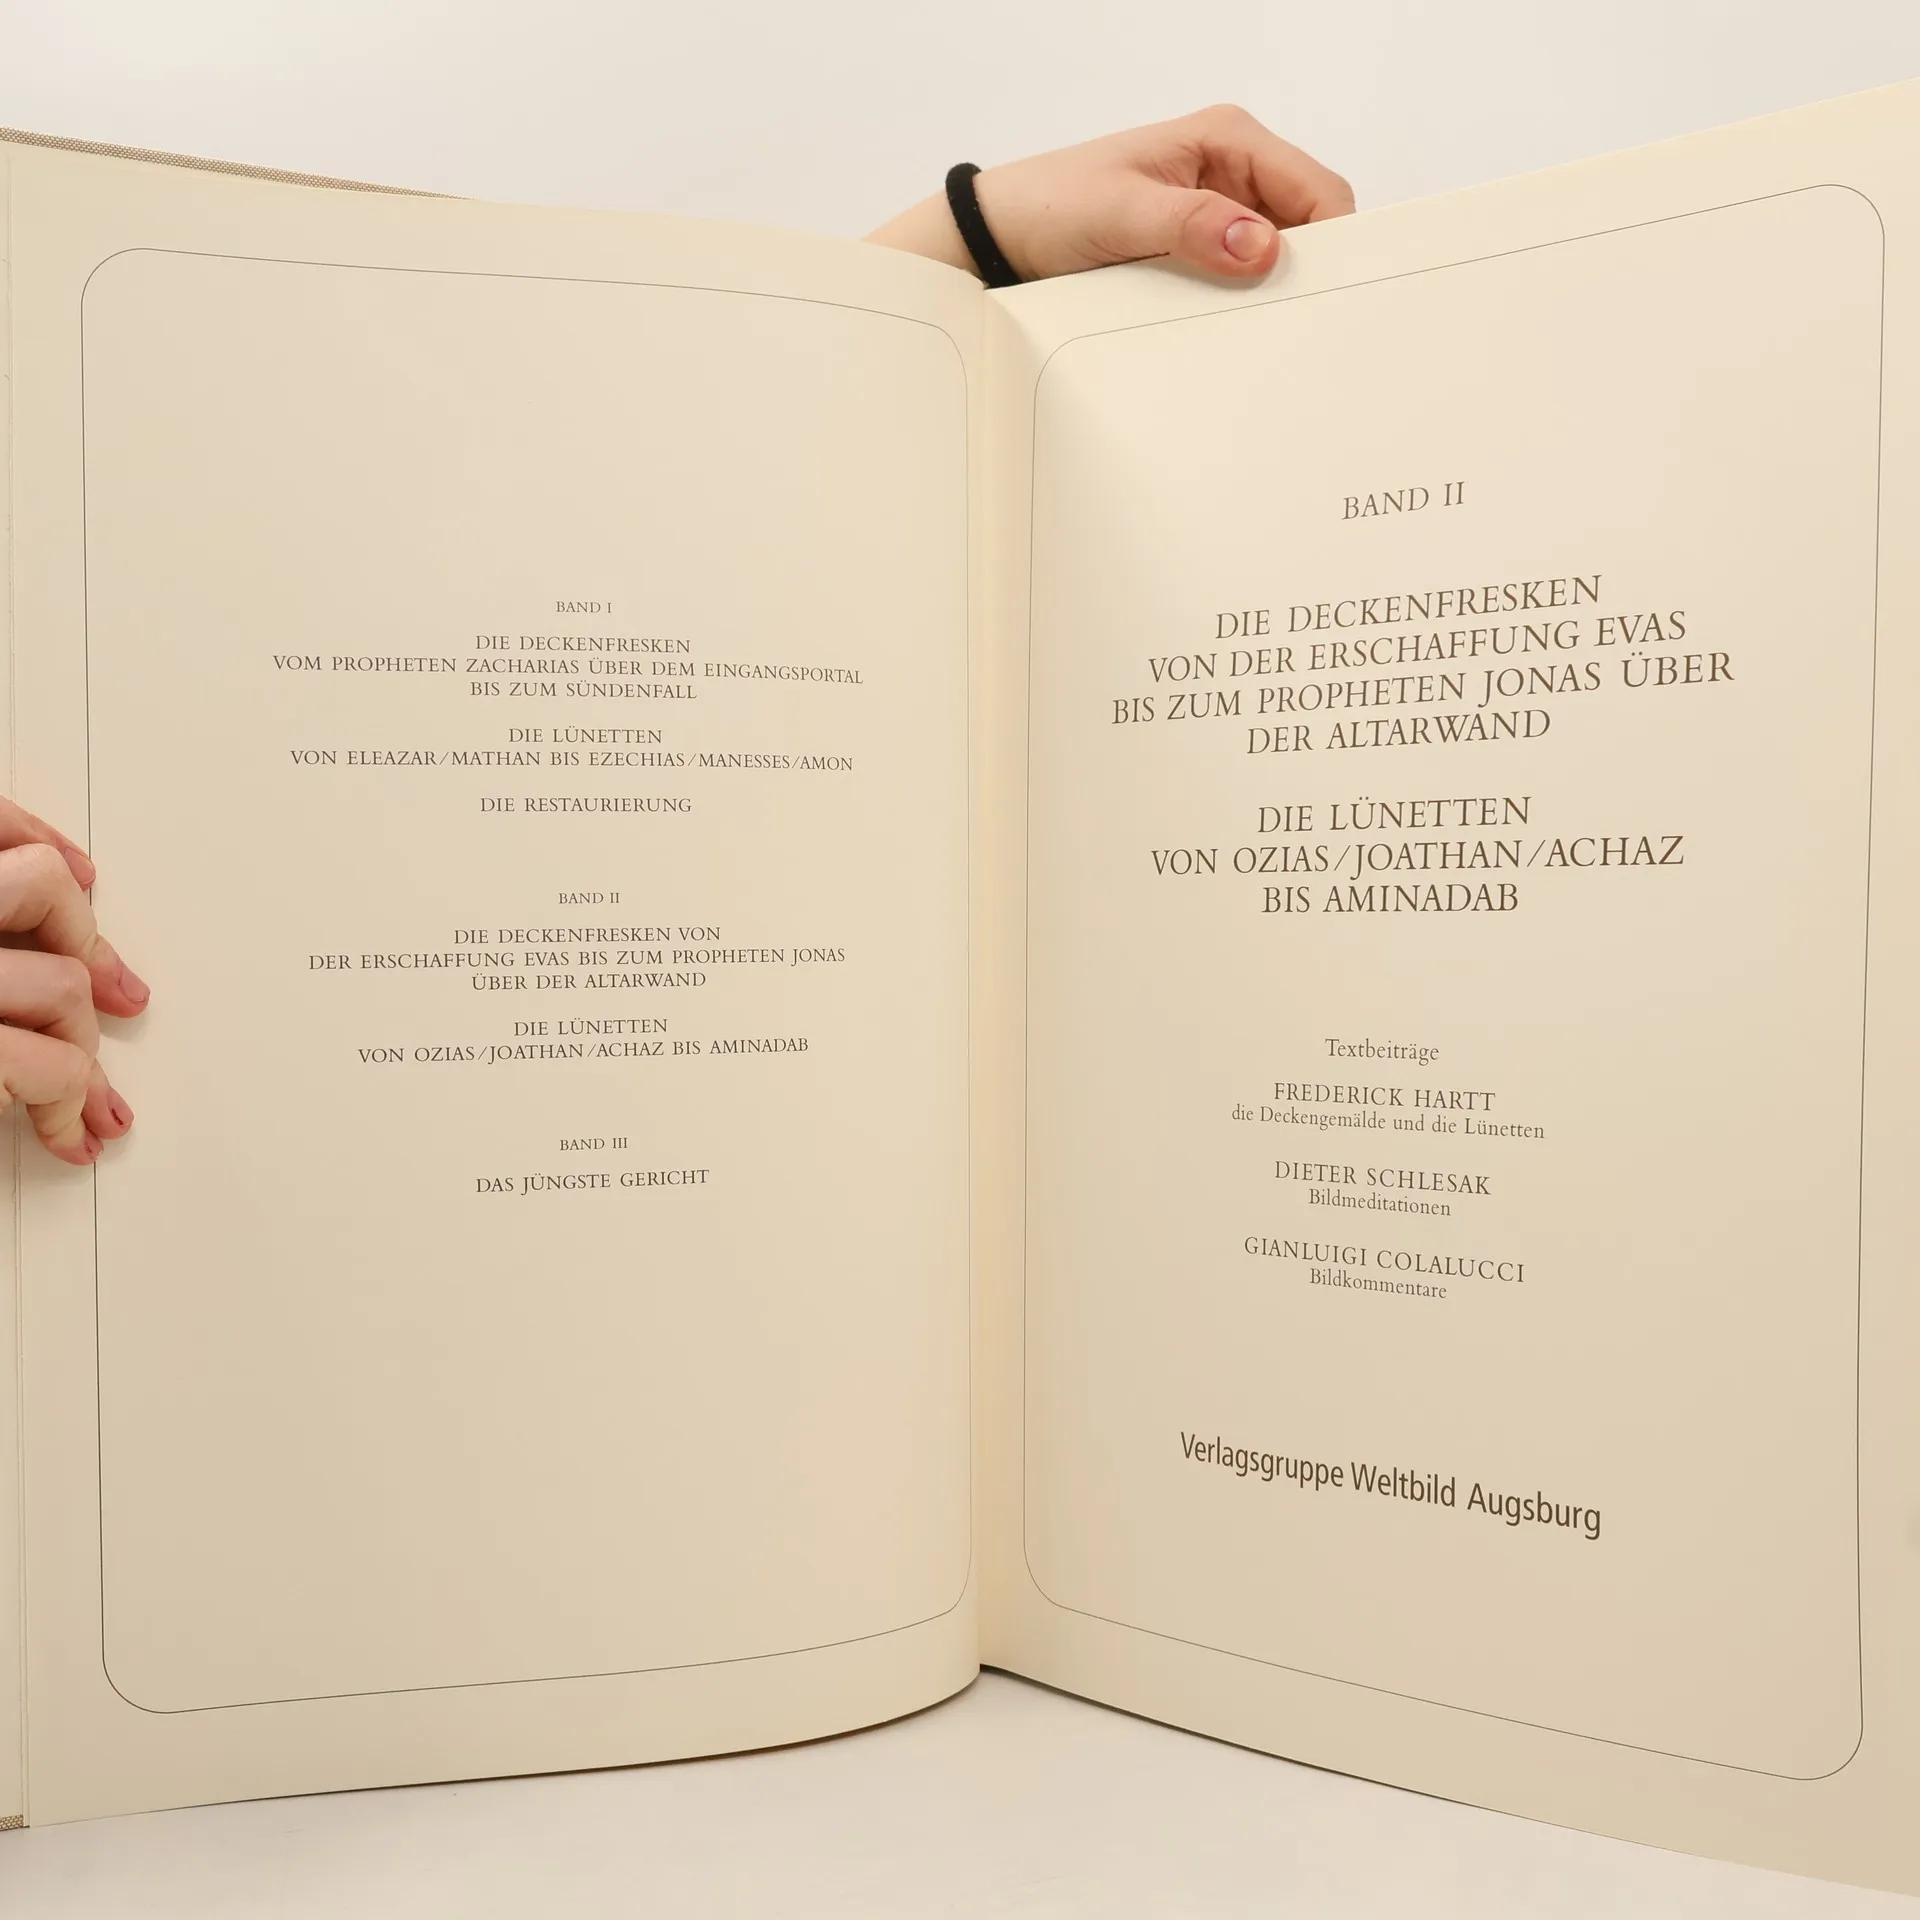 BAND I
DIE DECKENFRESKEN
VOM PROPHETEN ZACHARIAS ÜBER DEM EINGANGSPORTAL
BIS ZUM SÜNDENFALL
DIE LÜNETTEN
VON ELEAZAR/MATHAN BIS EZECHIAS/MANESSES/AMON
DIE RESTAURIERUNG
BAND II
DIE DECKENFRESKEN VON
DER ERSCHAFFUNG EVAS BIS ZUM PROPHETEN JONAS
ÜBER DER ALTARWAND
DIE LÜNETTEN
VON OZIAS/JOATHAN/ACHAZ BIS AMINADAB
BAND III
DAS JÜNGSTE GERICHT
BAND II
DIE DECKENFRESKEN
VON DER ERSCHAFFUNG EVAS
BIS ZUM PROPHETEN JONAS ÜBER
DER ALTARWAND
DIE LÜNETTEN
VON OZIAS/JOATHAN/ACHAZ
BIS AMINADAB
Textbeiträge
FREDERICK HARTT
die Deckengemälde und die Lünetten
DIETER SCHLESAK
Bildmeditationen
GIANLUIGI COLALUCCI
Bildkommentare
Verlagsgruppe Weltbild Augsburg